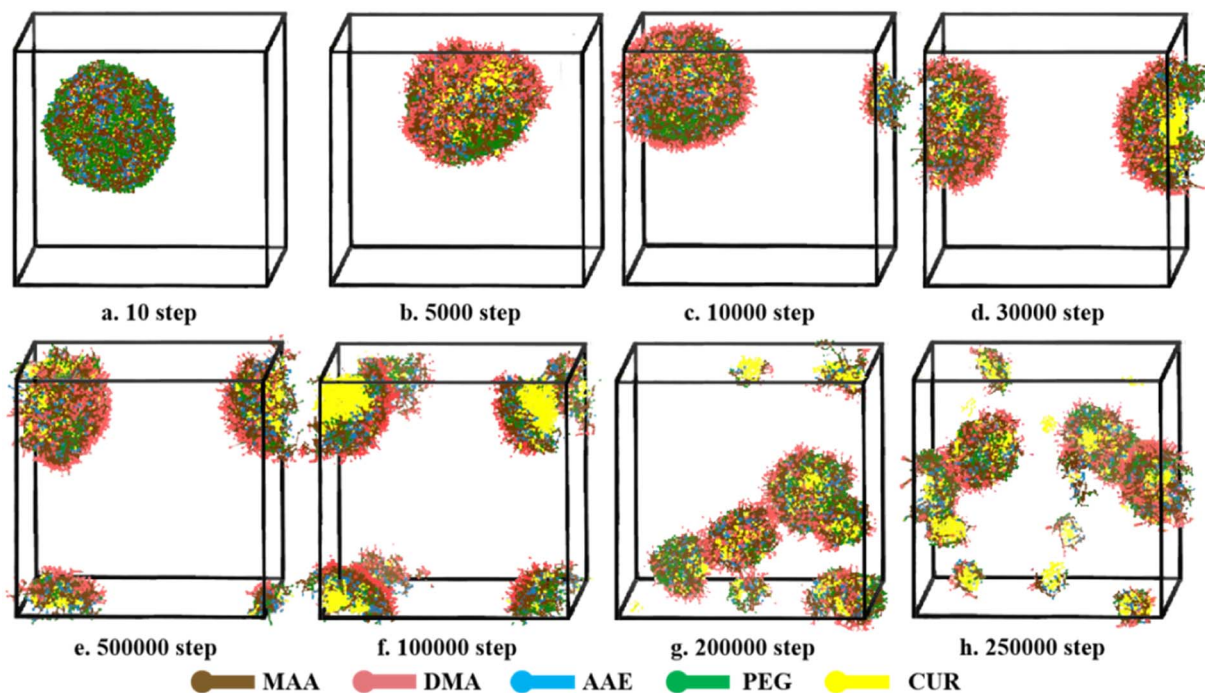 a. 10 step b. 5000 step c. 10000 step d. 30000 step
e. 500000 step f. 100000 step g. 200000 step h. 250000 step
MAA DMA AAE PEG CUR